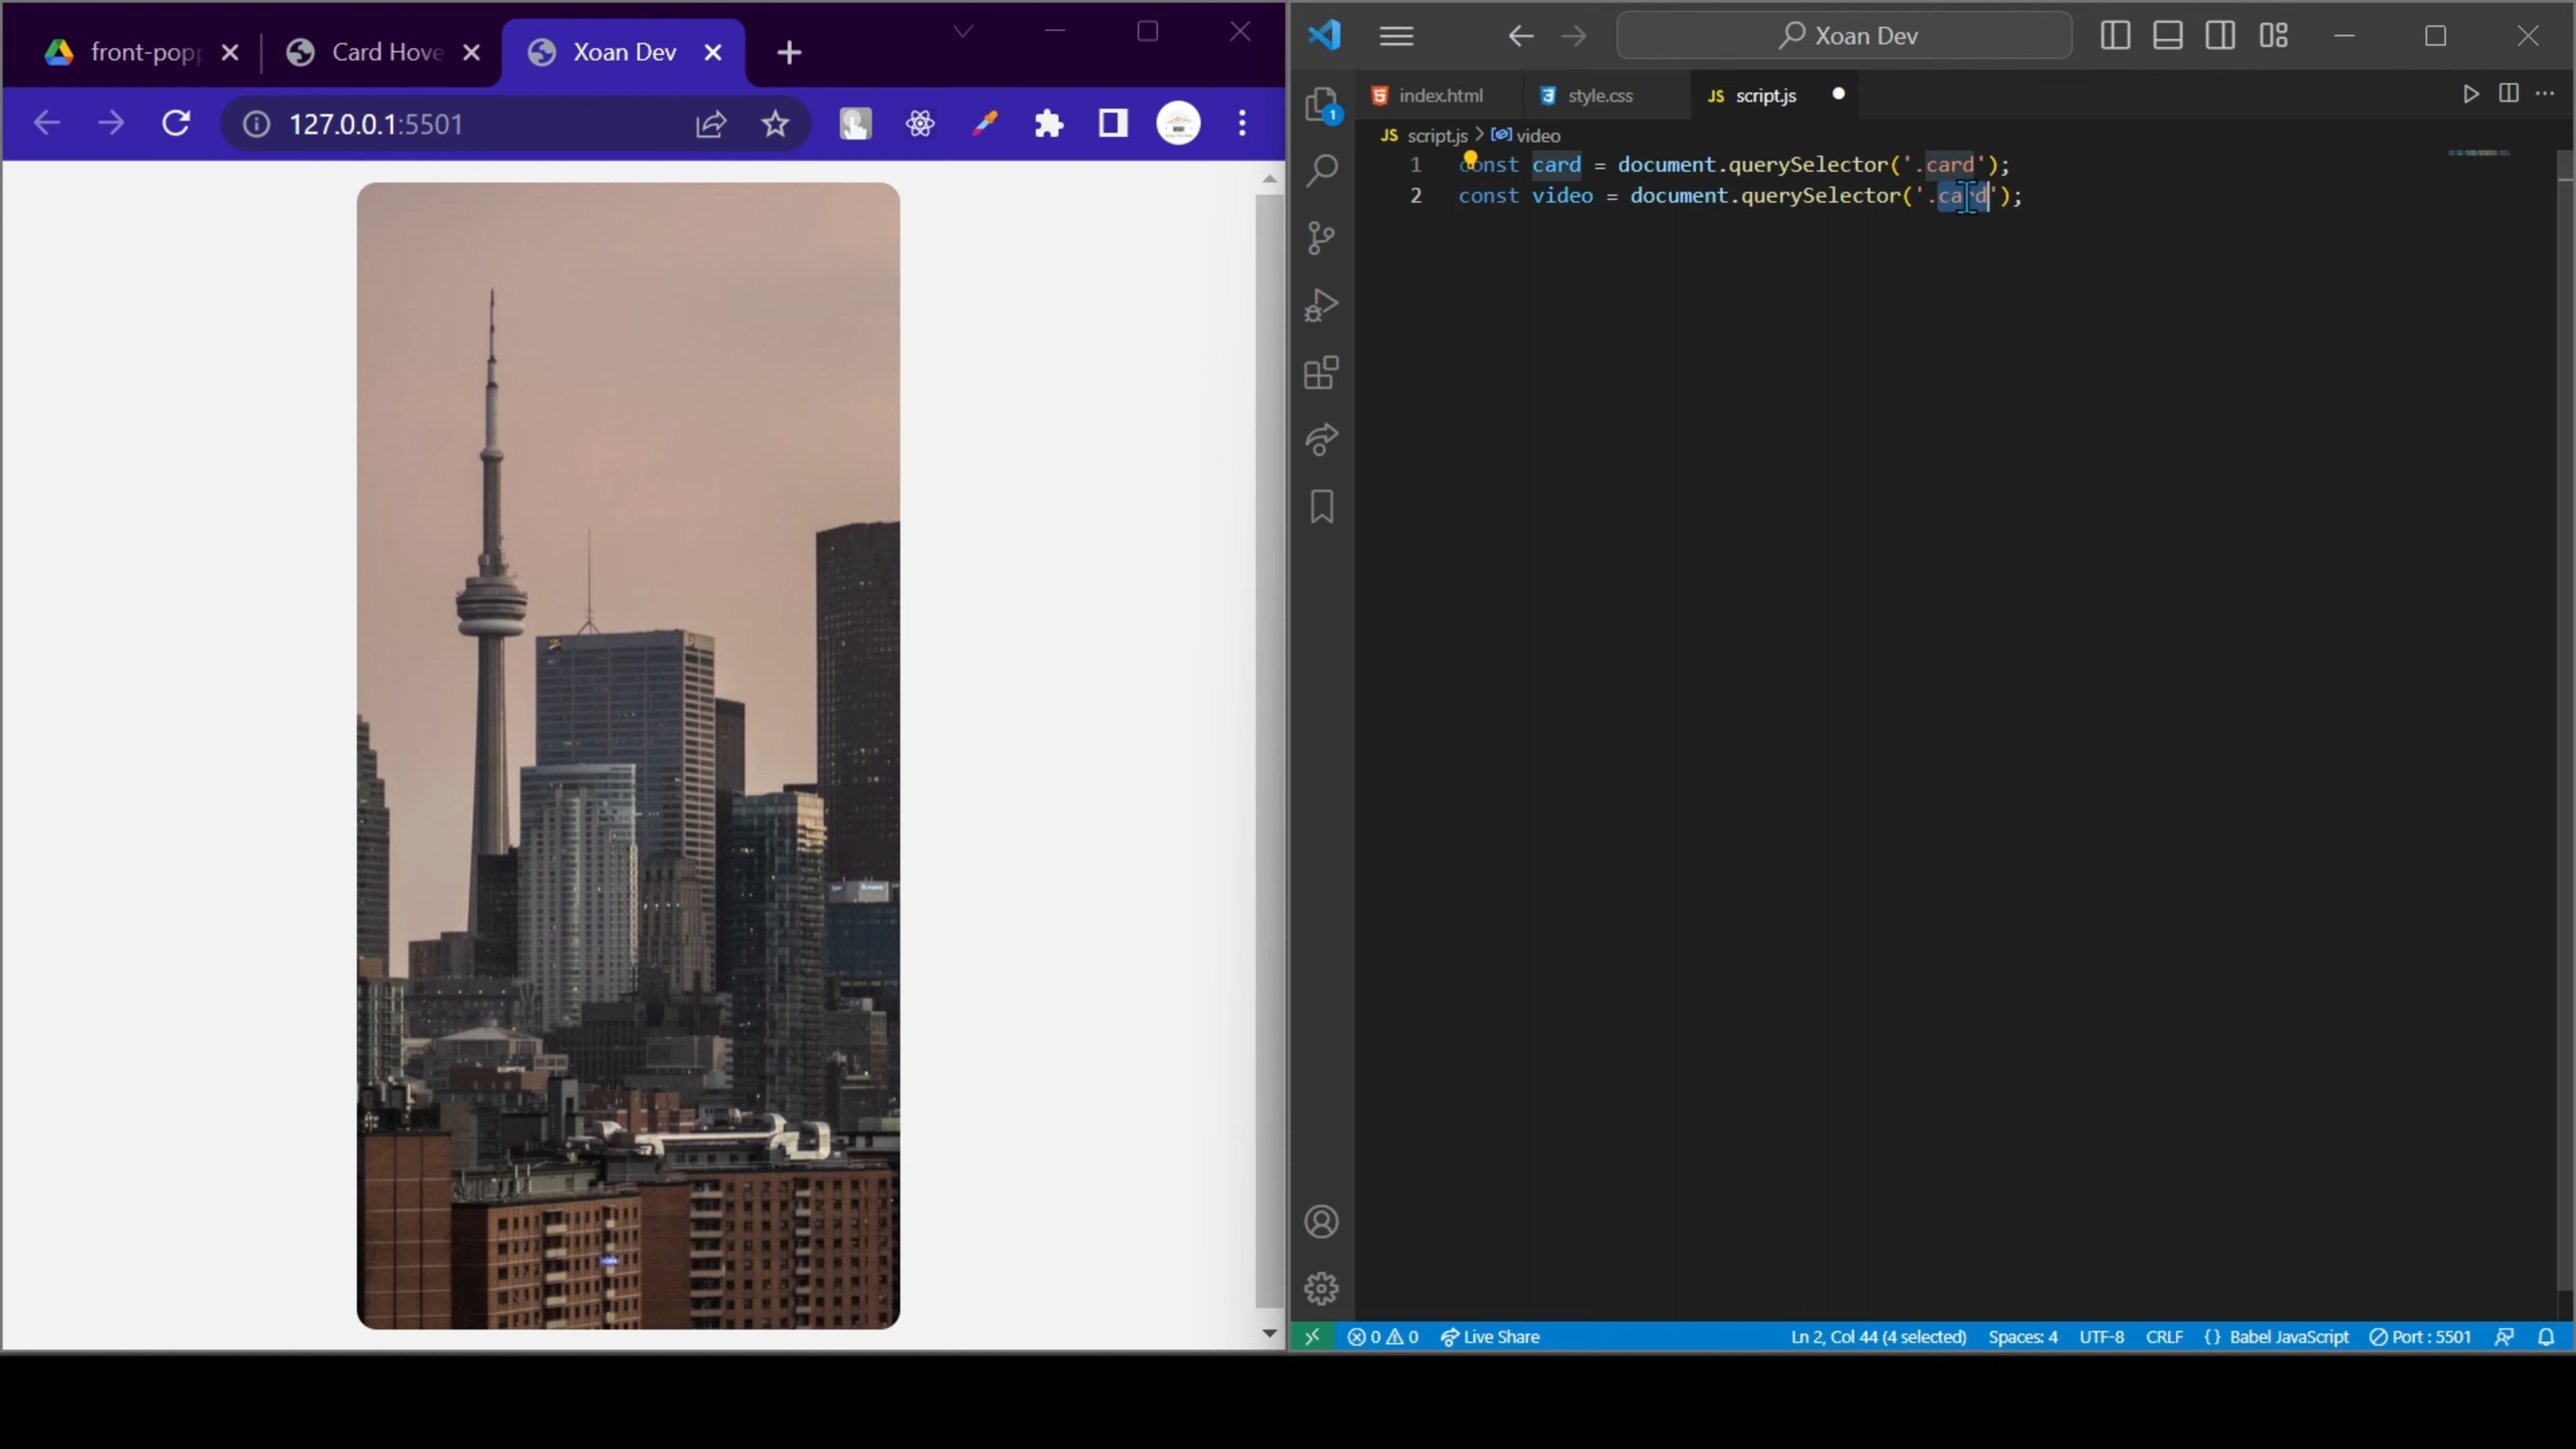 front-popp
Card Hove
Xoan Dev
127.0.0.1:5501
Xoan Dev
index.html
style.css
JS script.js
JS script.js > video
1
1 const card = document.querySelector('.card');
2 const video = document.querySelector('.card');
0 0 Live Share
Ln 2, Col 44 (4 selected) Spaces: 4 UTF-8 CRLF {} Babel JavaScript Port : 5501